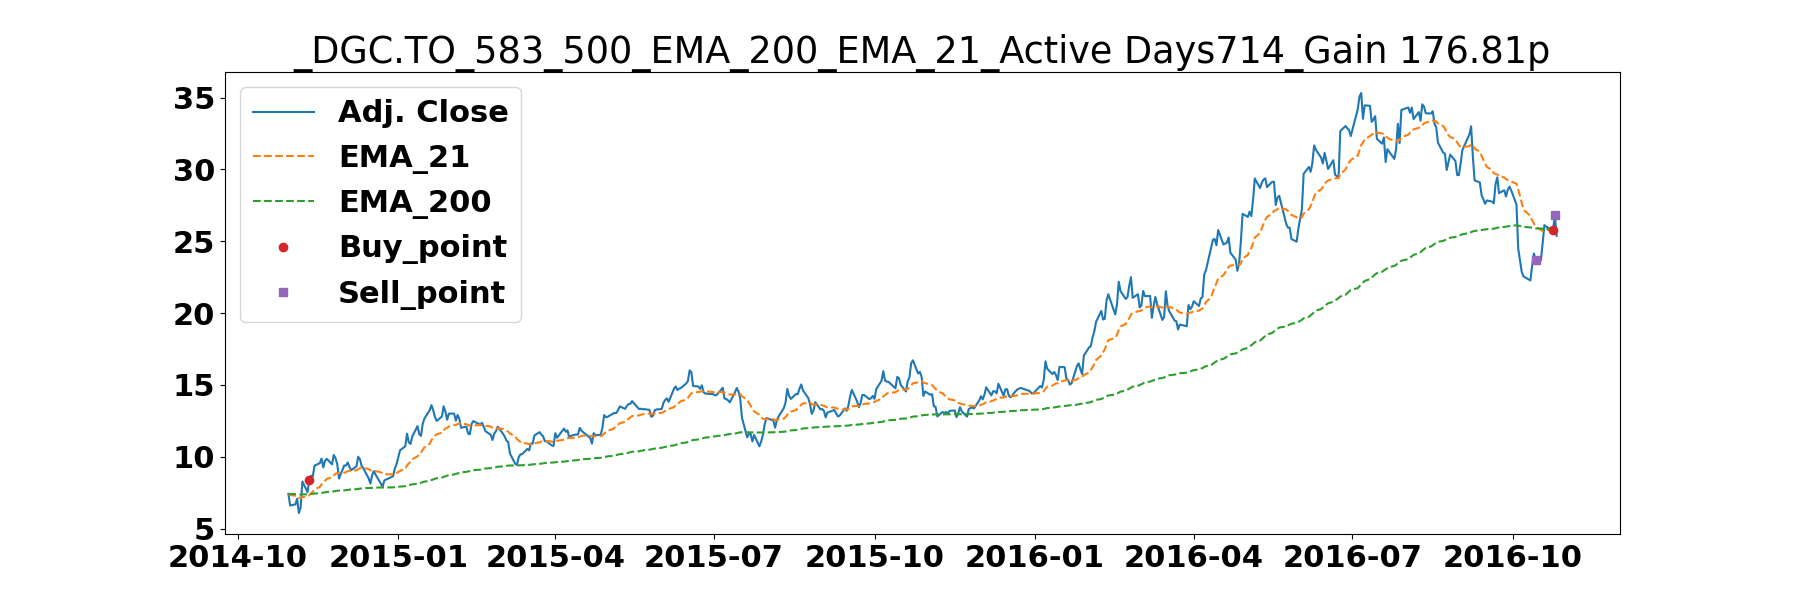 _DGC.TO_583_500_EMA_200_EMA_21_Active Days714_Gain 176.81p
35
30
25
20
15
10
5
Adj. Close
EMA_21
EMA_200
Buy_point
Sell_point
2014-10 2015-01 2015-04 2015-07 2015-10 2016-01 2016-04 2016-07 2016-10